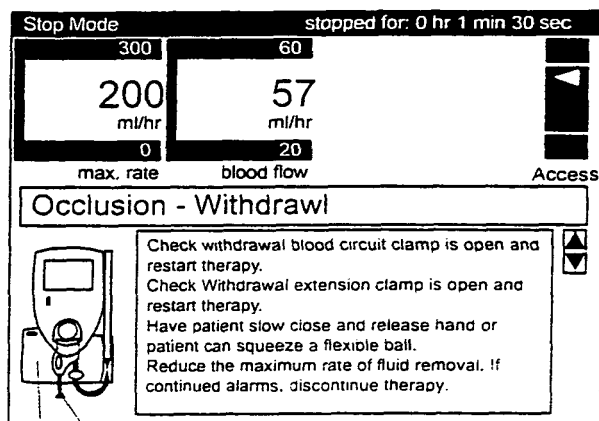 Stop Mode stopped for: 0 hr 1 min 30 sec
300 60
200 57
ml/hr ml/hr
0 20
max. rate blood flow Access
Occlusion - Withdrawl
Check withdrawal blood circuit clamp is open and
restart therapy.
Check Withdrawal extension clamp is open and
restart therapy.
Have patient slow close and release hand or
patient can squeeze a flexible ball.
Reduce the maximum rate of fluid removal. If
continued alarms, discontinue therapy.